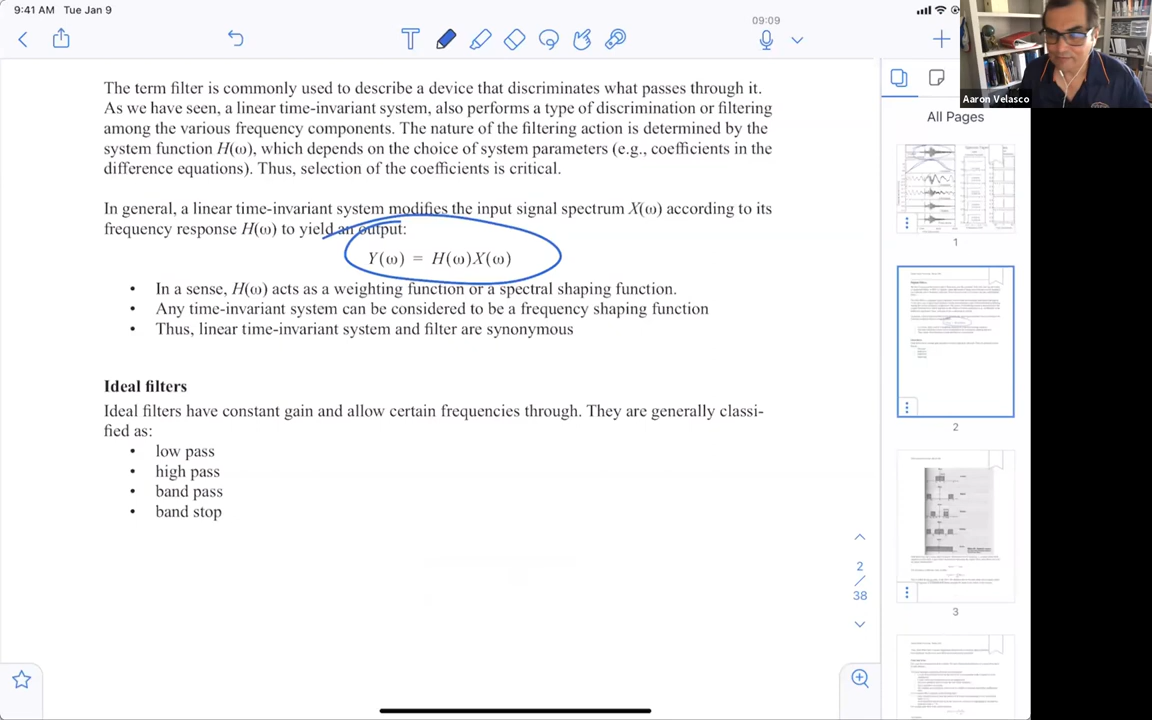 9:41 AM Tue Jan 9
09:09
Aaron Velasco
The term filter is commonly used to describe a device that discriminates what passes through it.
As we have seen, a linear time-invariant system, also performs a type of discrimination or filtering
among the various frequency components. The nature of the filtering action is determined by the
system function H(ω), which depends on the choice of system parameters (e.g., coefficients in the
difference equations). Thus, selection of the coefficients is critical.
In general, a linear time-invariant system modifies the input signal spectrum X(ω) according to its
frequency response H(ω) to yield an output:
Y(ω) = H(ω)X(ω)
• In a sense, H(ω) acts as a weighting function or a spectral shaping function.
• Any time-invariant system can be considered to be a frequency shaping function
• Thus, linear time-invariant system and filter are synonymous
Ideal filters
Ideal filters have constant gain and allow certain frequencies through. They are generally classi-
fied as:
• low pass
• high pass
• band pass
• band stop
2
/
38
All Pages
1
2
3